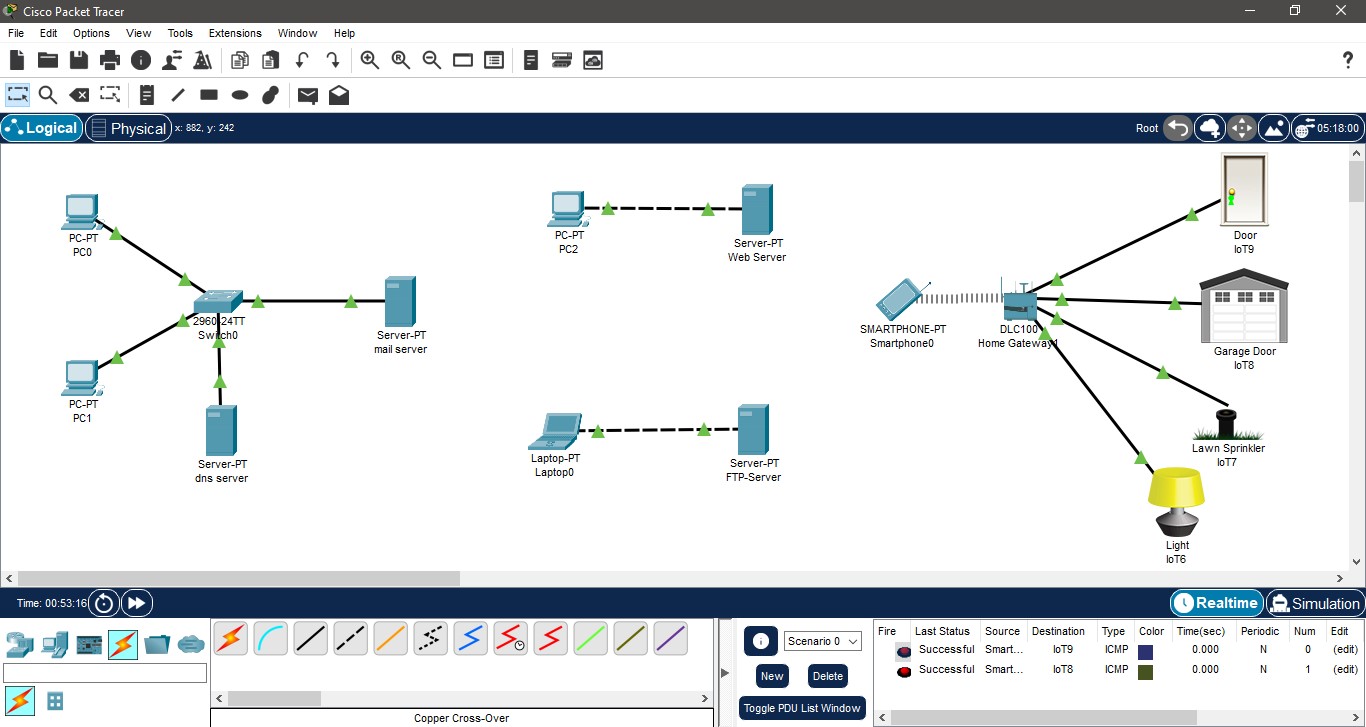 Cisco Packet Tracer
File Edit Options View Tools Extensions Window Help
Logical Physical x: 882, y: 242 Root 05:18:00
PC-PT
PC0
PC-PT
PC1
2960-24TT
Switch0
Server-PT
mail server
Server-PT
dns server
PC-PT
PC2
Server-PT
Web Server
Laptop-PT
Laptop0
Server-PT
FTP-Server
SMARTPHONE-PT
Smartphone0
DLC100
Home Gateway1
Door
IoT9
Garage Door
IoT8
Lawn Sprinkler
IoT7
Light
IoT6
Time: 00:53:16 Realtime Simulation
Copper Cross-Over
Scenario 0
New Delete
Toggle PDU List Window
Fire Last Status Source Destination Type Color Time(sec) Periodic Num Edit
Successful Smart... IoT9 ICMP 0.000 N 0 (edit)
Successful Smart... IoT8 ICMP 0.000 N 1 (edit)